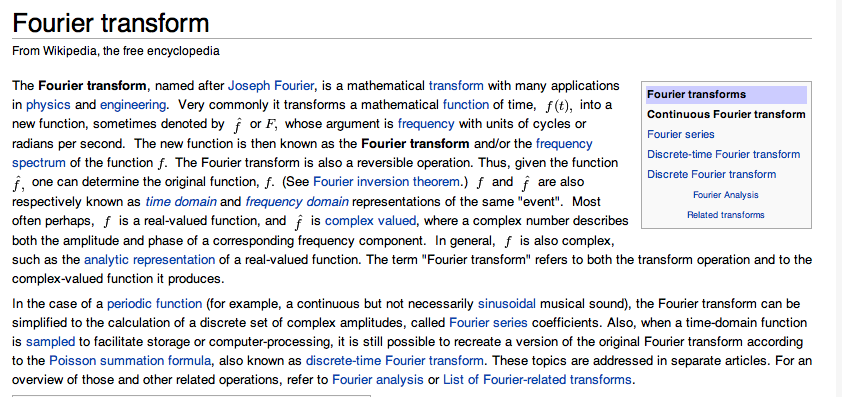 Fourier transform
From Wikipedia, the free encyclopedia
The Fourier transform, named after Joseph Fourier, is a mathematical transform with many applications
in physics and engineering. Very commonly it transforms a mathematical function of time, f(t), into a
new function, sometimes denoted by f̂ or F, whose argument is frequency with units of cycles or
radians per second. The new function is then known as the Fourier transform and/or the frequency
spectrum of the function f. The Fourier transform is also a reversible operation. Thus, given the function
f̂, one can determine the original function, f. (See Fourier inversion theorem.) f and f̂ are also
respectively known as time domain and frequency domain representations of the same "event". Most
often perhaps, f is a real-valued function, and f̂ is complex valued, where a complex number describes
both the amplitude and phase of a corresponding frequency component. In general, f is also complex,
such as the analytic representation of a real-valued function. The term "Fourier transform" refers to both the transform operation and to the
complex-valued function it produces.
Fourier transforms
Continuous Fourier transform
Fourier series
Discrete-time Fourier transform
Discrete Fourier transform
Fourier Analysis
Related transforms
In the case of a periodic function (for example, a continuous but not necessarily sinusoidal musical sound), the Fourier transform can be
simplified to the calculation of a discrete set of complex amplitudes, called Fourier series coefficients. Also, when a time-domain function
is sampled to facilitate storage or computer-processing, it is still possible to recreate a version of the original Fourier transform according
to the Poisson summation formula, also known as discrete-time Fourier transform. These topics are addressed in separate articles. For an
overview of those and other related operations, refer to Fourier analysis or List of Fourier-related transforms.